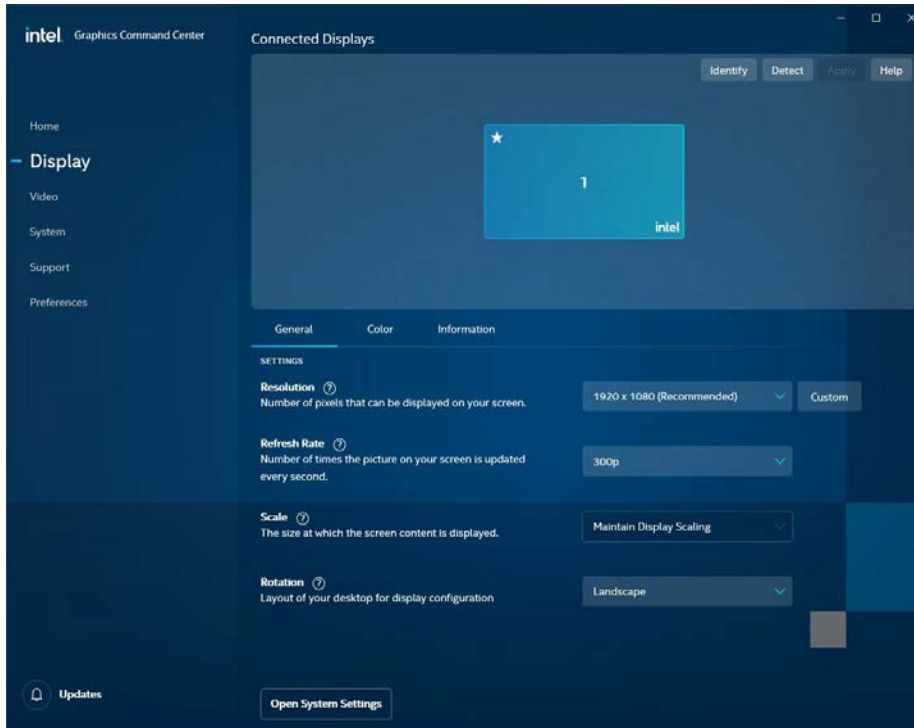 intel. Graphics Command Center
Connected Displays
Identify
Detect
Apply
Help
Home
Display
Video
System
Support
Preferences
1
intel
General
Color
Information
SETTINGS
Resolution ?
Number of pixels that can be displayed on your screen.
1920 x 1080 (Recommended)
Custom
Refresh Rate ?
Number of times the picture on your screen is updated
every second.
300p
Scale ?
The size at which the screen content is displayed.
Maintain Display Scaling
Rotation ?
Layout of your desktop for display configuration
Landscape
Updates
Open System Settings